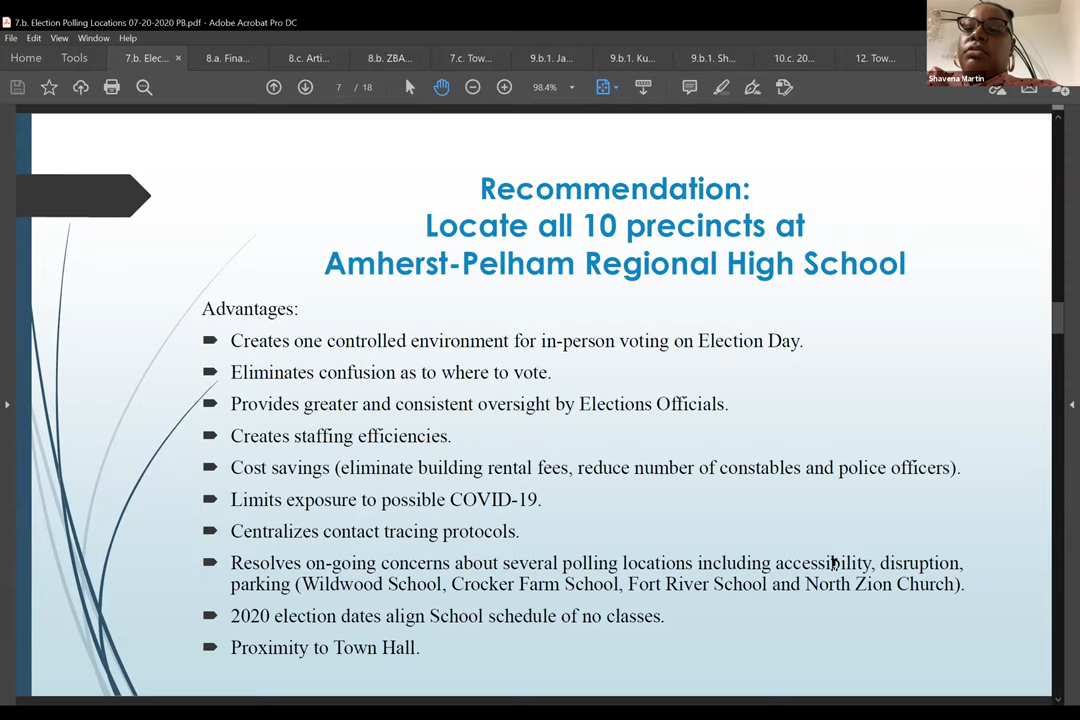 7.b. Election Polling Locations 07-20-2020 PB.pdf - Adobe Acrobat Pro DC
File Edit View Window Help
Home Tools 7.b. Elec... × 8.a. Fina... 8.c. Arti... 8.b. ZBA... 7.c. Tow... 9.b.1. Ja... 9.b.1. Ku... 9.b.1. Sh... 10.c. 20... 12. Tow...
Shavena Martin
7 / 18 98.4%
Recommendation:
Locate all 10 precincts at
Amherst-Pelham Regional High School
Advantages:
Creates one controlled environment for in-person voting on Election Day.
Eliminates confusion as to where to vote.
Provides greater and consistent oversight by Elections Officials.
Creates staffing efficiencies.
Cost savings (eliminate building rental fees, reduce number of constables and police officers).
Limits exposure to possible COVID-19.
Centralizes contact tracing protocols.
Resolves on-going concerns about several polling locations including accessibility, disruption,
parking (Wildwood School, Crocker Farm School, Fort River School and North Zion Church).
2020 election dates align School schedule of no classes.
Proximity to Town Hall.